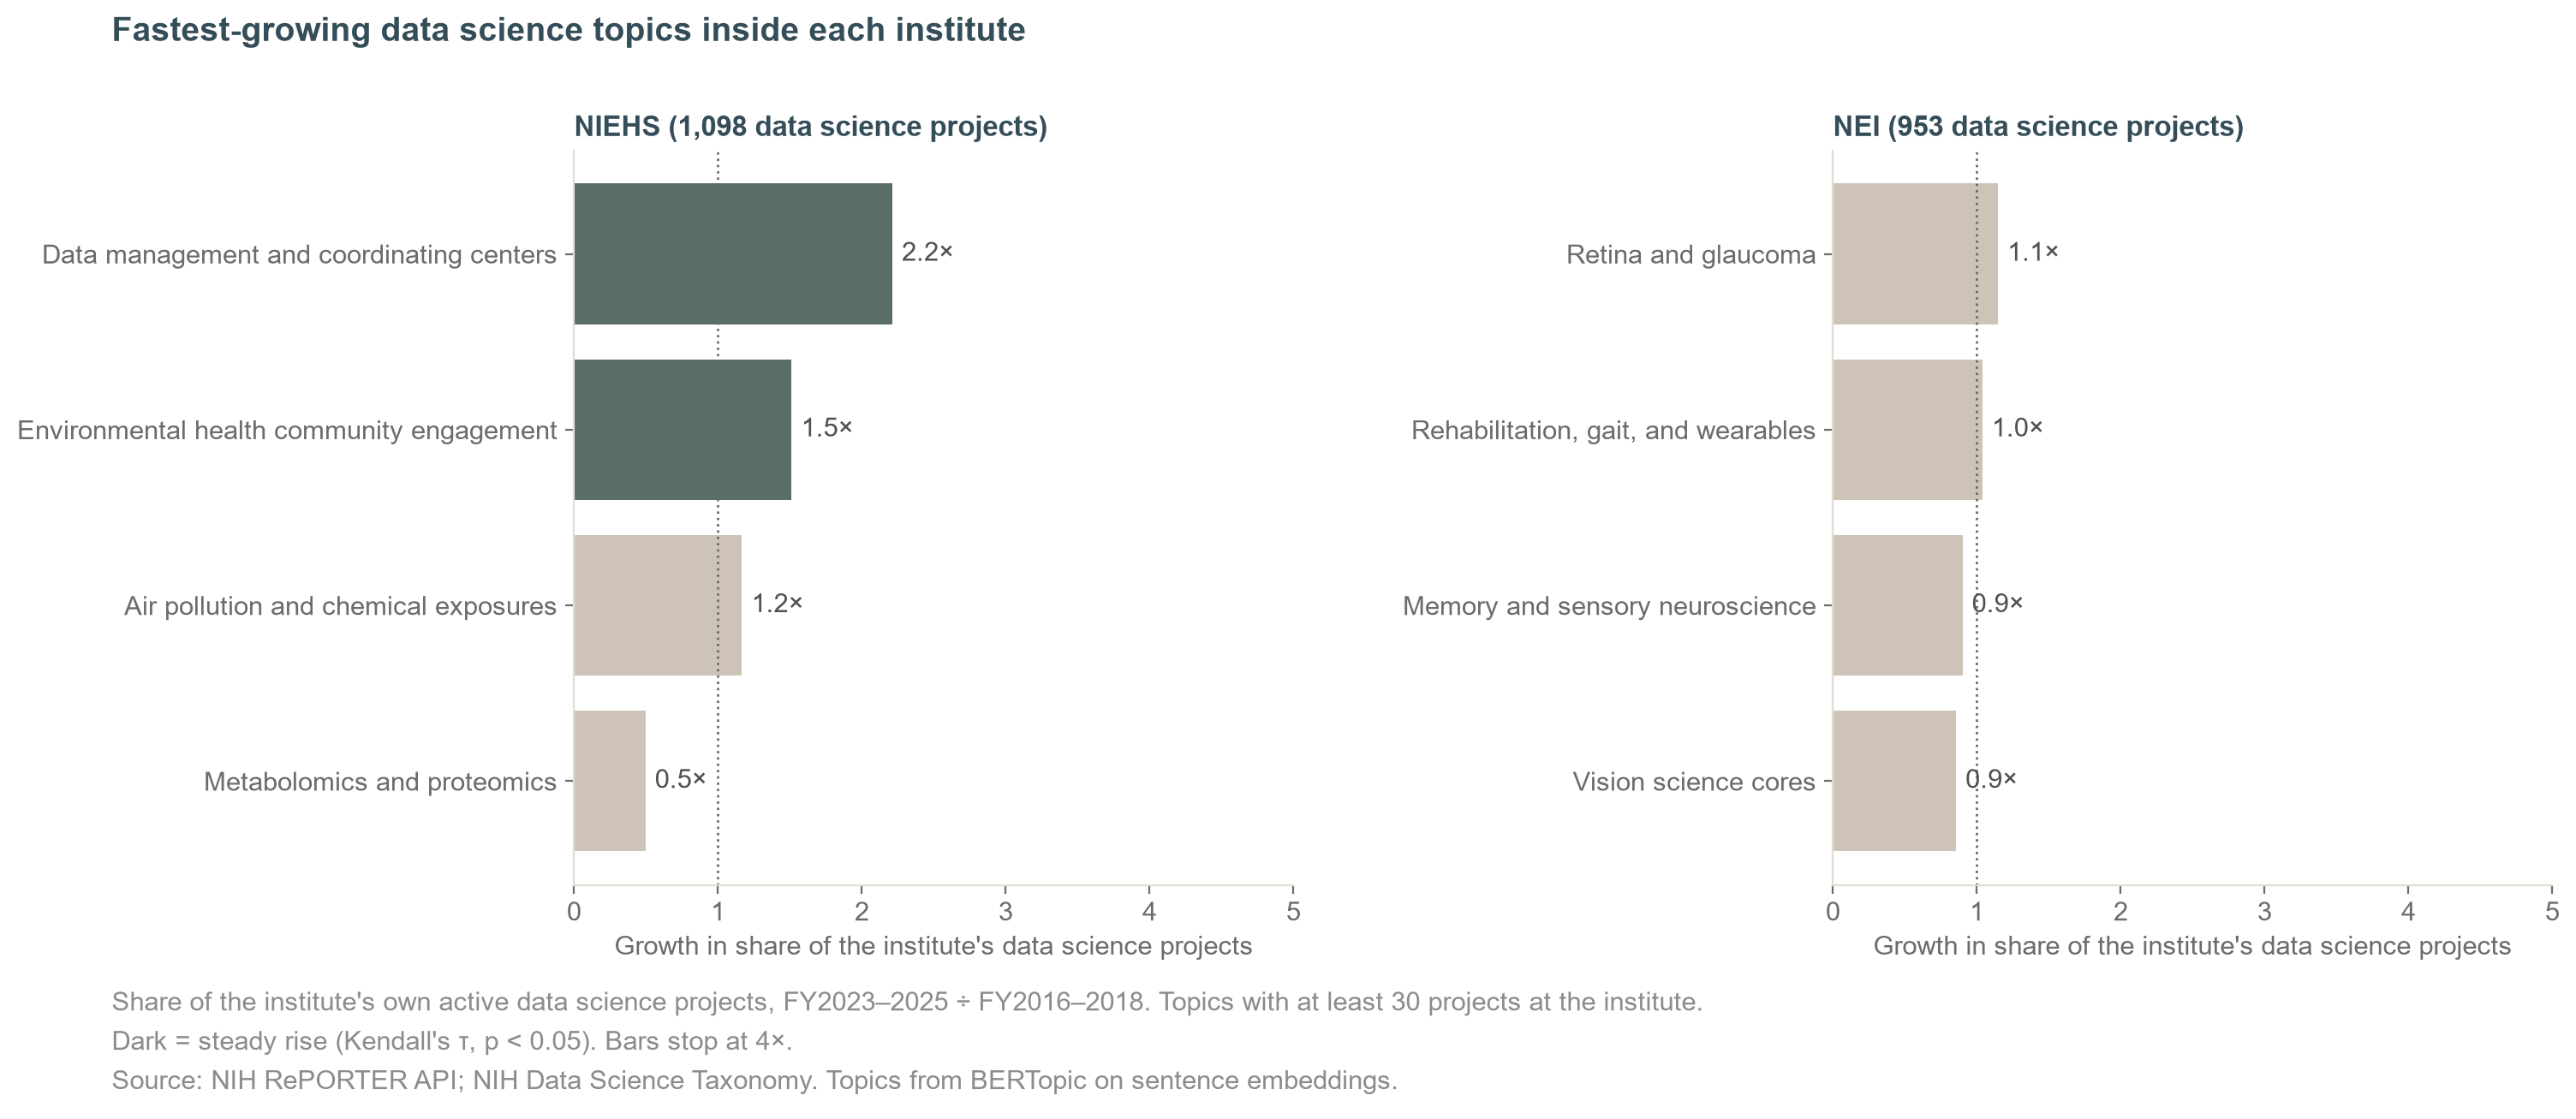 Fastest-growing data science topics inside each institute
NIEHS (1,098 data science projects)
Data management and coordinating centers
2.2×
Environmental health community engagement
1.5×
Air pollution and chemical exposures
1.2×
Metabolomics and proteomics
0.5×
0 1 2 3 4 5
Growth in share of the institute's data science projects
NEI (953 data science projects)
Retina and glaucoma
1.1×
Rehabilitation, gait, and wearables
1.0×
Memory and sensory neuroscience
0.9×
Vision science cores
0.9×
0 1 2 3 4 5
Growth in share of the institute's data science projects
Share of the institute's own active data science projects, FY2023–2025 ÷ FY2016–2018. Topics with at least 30 projects at the institute.
Dark = steady rise (Kendall's τ, p < 0.05). Bars stop at 4×.
Source: NIH RePORTER API; NIH Data Science Taxonomy. Topics from BERTopic on sentence embeddings.